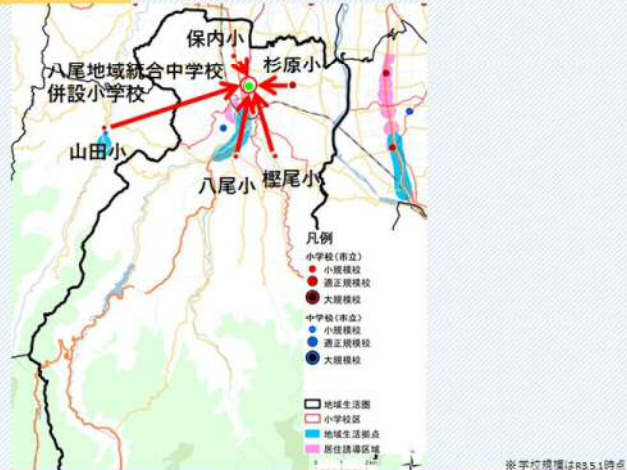 保内小
杉原小
八尾地域統合中学校
併設小学校
山田小
八尾小
樫尾小
凡例
小学校(市立)
小規模校
適正規模校
大規模校
中学校(市立)
小規模校
適正規模校
大規模校
地域生活圏
小学校区
地域生活拠点
居住誘導区域
0 1 2km
※学校規模はR3.5.1時点